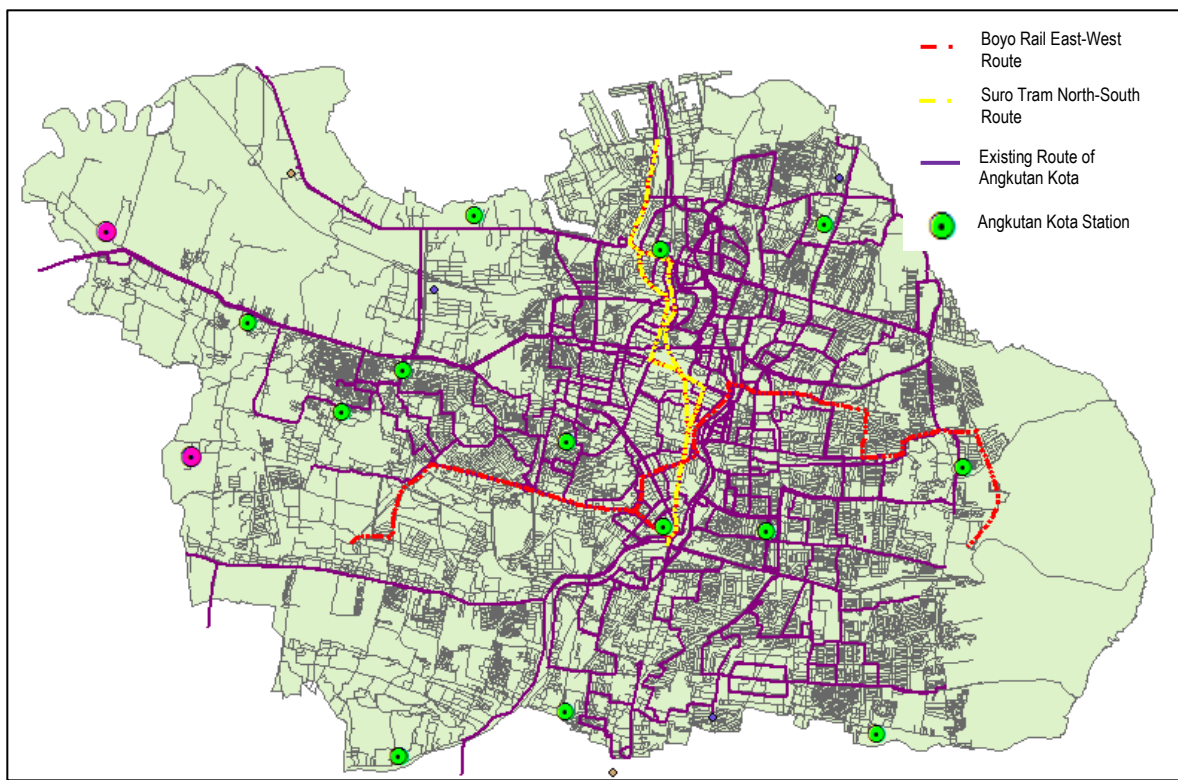 Boyo Rail East-West
Route
Suro Tram North-South
Route
Existing Route of
Angkutan Kota
Angkutan Kota Station